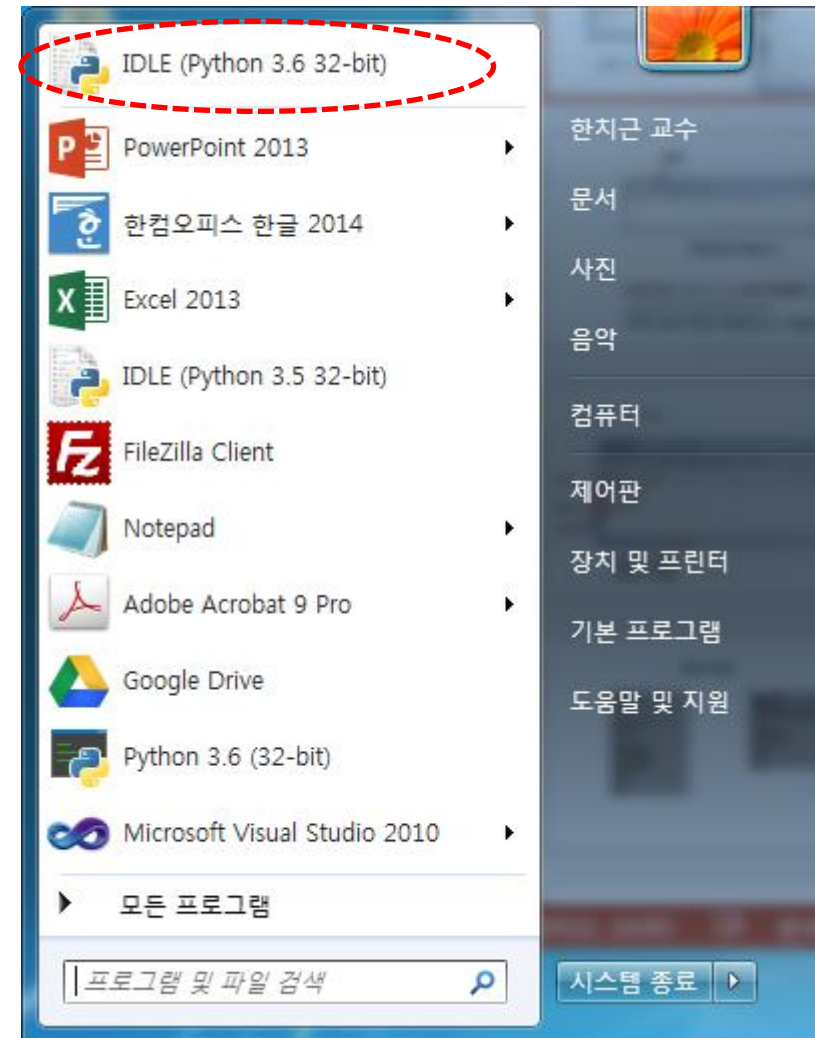 IDLE (Python 3.6 32-bit)
PowerPoint 2013
한컴오피스 한글 2014
Excel 2013
IDLE (Python 3.5 32-bit)
FileZilla Client
Notepad
Adobe Acrobat 9 Pro
Google Drive
Python 3.6 (32-bit)
Microsoft Visual Studio 2010
모든 프로그램
프로그램 및 파일 검색
한치근 교수
문서
사진
음악
컴퓨터
제어판
장치 및 프린터
기본 프로그램
도움말 및 지원
시스템 종료